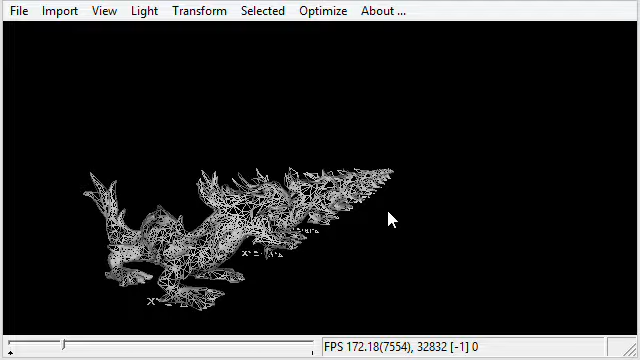 File Import View Light Transform Selected Optimize About ...
FPS 172.18(7554), 32832 [-1] 0